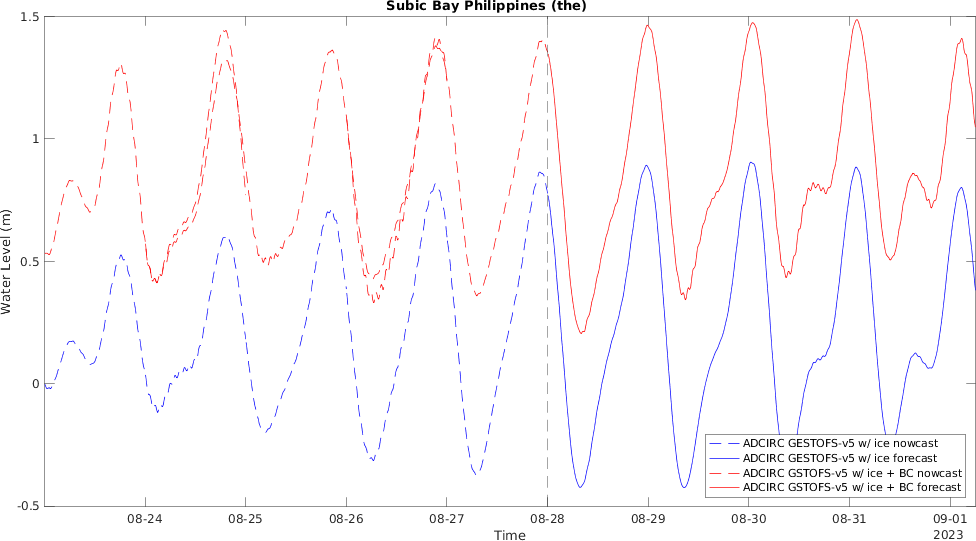 Subic Bay Philippines (the)
1.5
1
0.5
0
-0.5
Water Level (m)
ADCIRC GESTOFS-v5 w/ ice nowcast
ADCIRC GESTOFS-v5 w/ ice forecast
ADCIRC GSTOFS-v5 w/ ice + BC nowcast
ADCIRC GSTOFS-v5 w/ ice + BC forecast
08-24 08-25 08-26 08-27 08-28 08-29 08-30 08-31 09-01
Time
2023